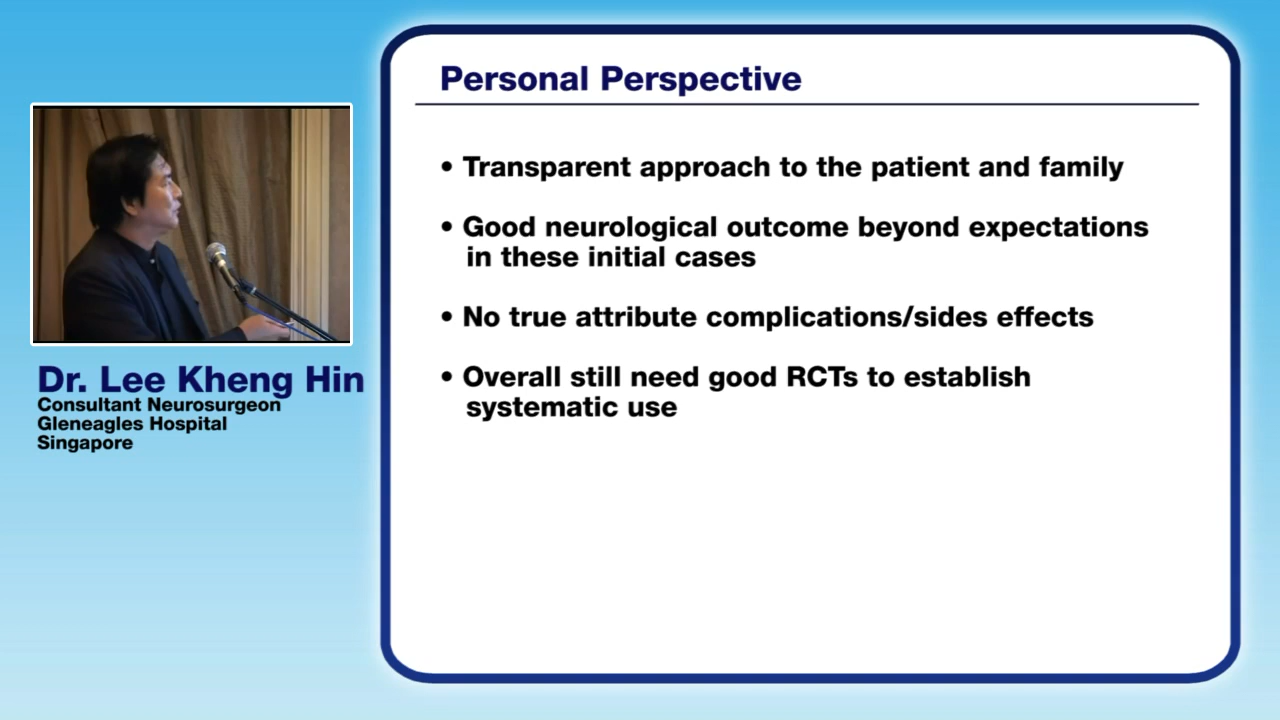 Personal Perspective
• Transparent approach to the patient and family
• Good neurological outcome beyond expectations
in these initial cases
• No true attribute complications/sides effects
• Overall still need good RCTs to establish
systematic use
Dr. Lee Kheng Hin
Consultant Neurosurgeon
Gleneagles Hospital
Singapore